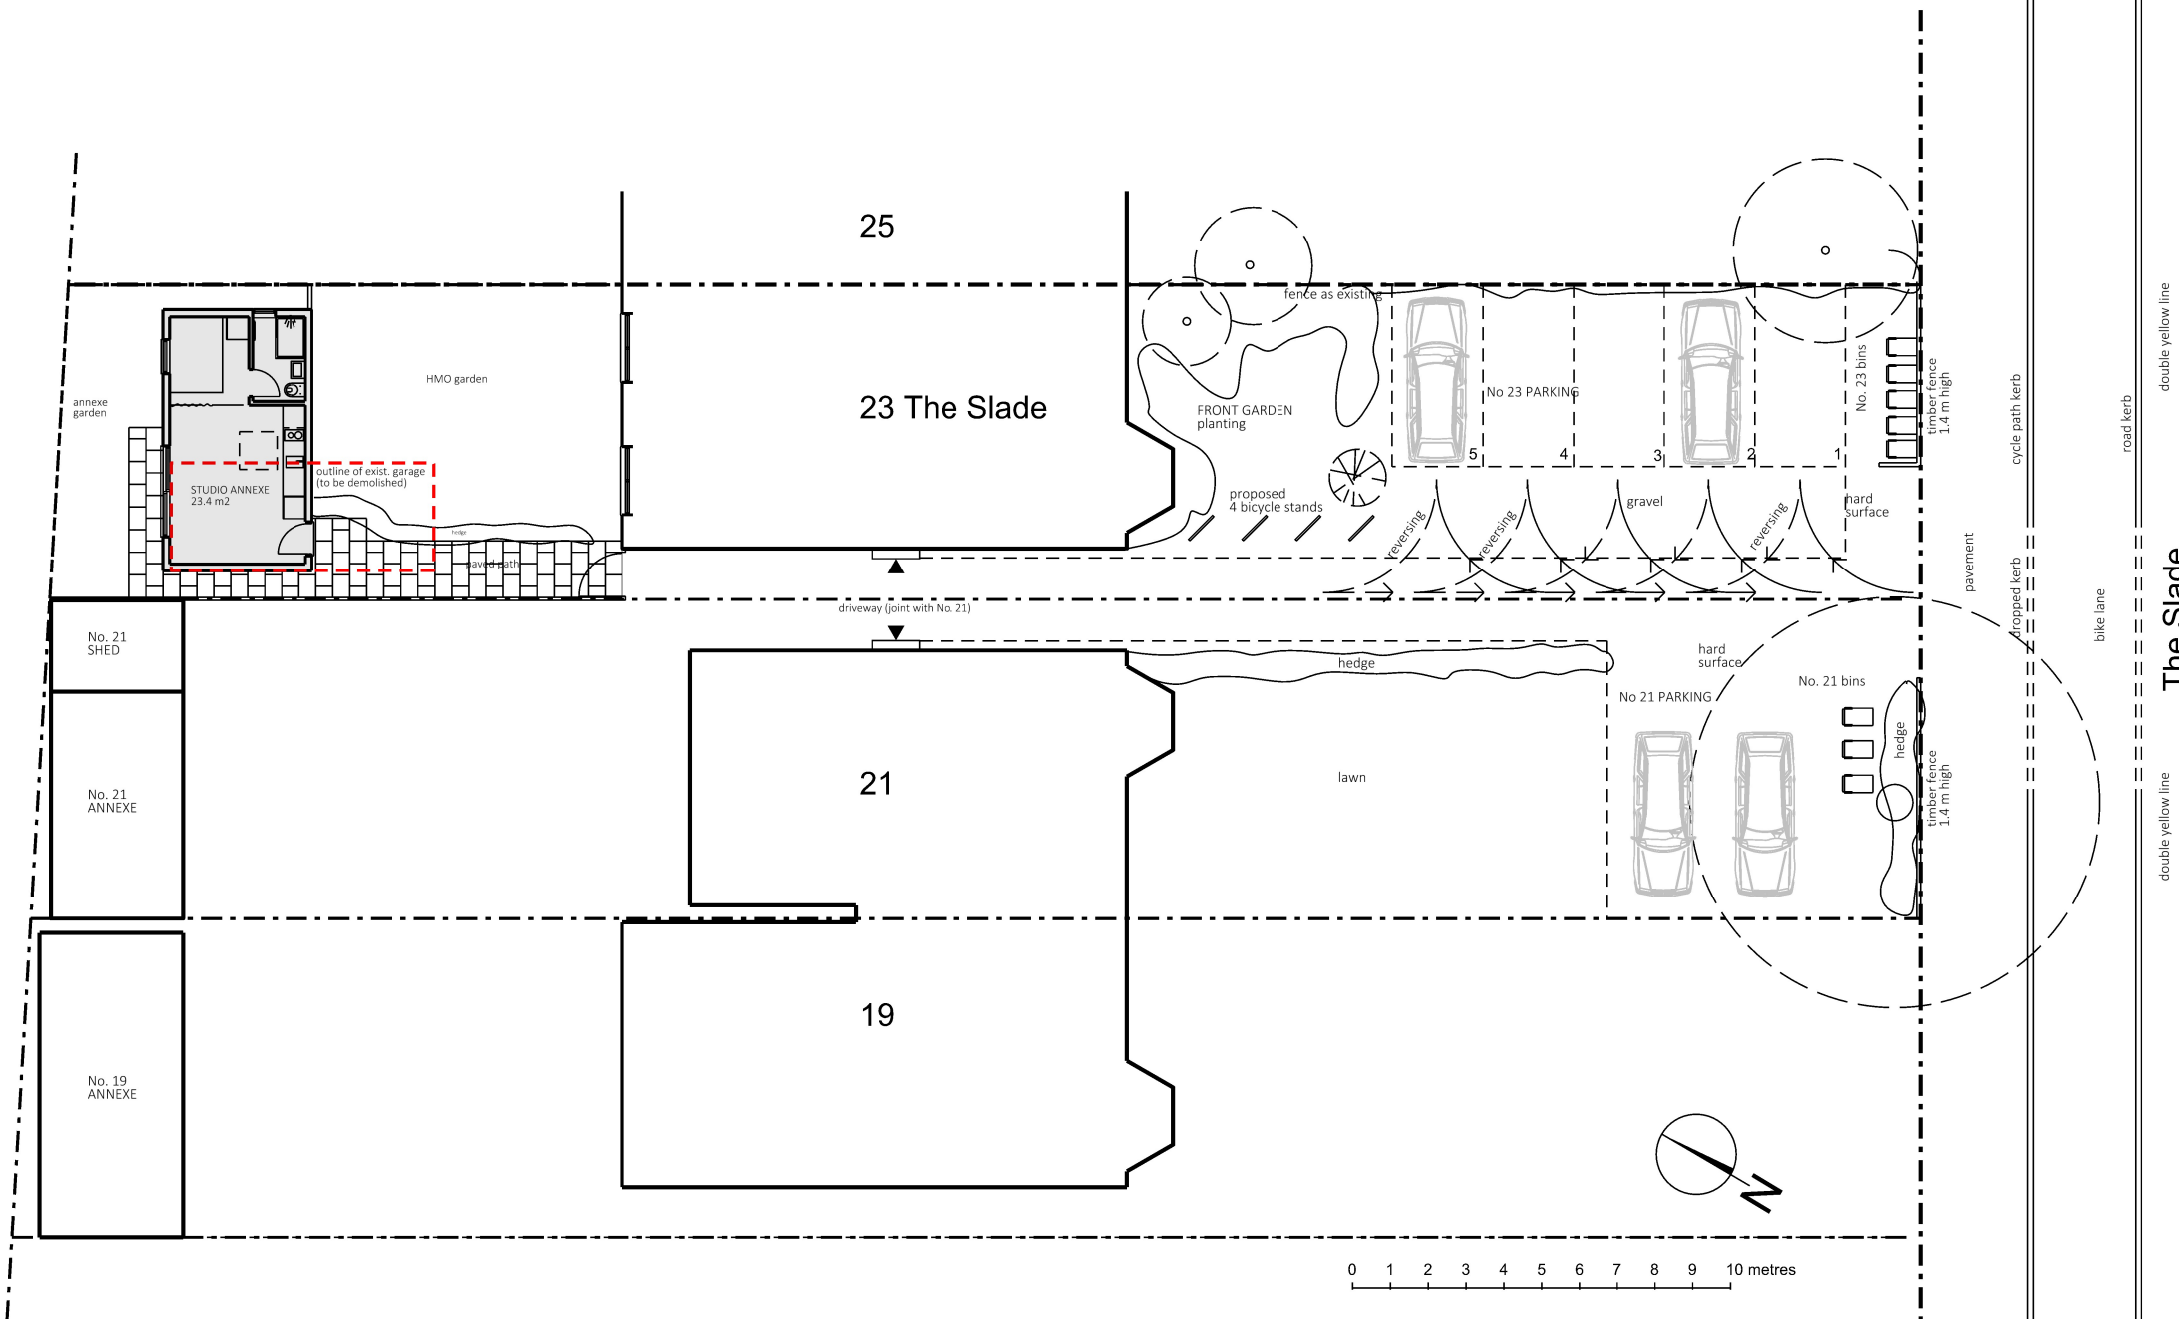 25
fence as existing
annexe
garden
HMO garden
23 The Slade
FRONT GARDEN
planting
No 23 PARKING
No. 23 bins
timber fence
1.4 m high
cycle path kerb
road kerb
double yellow line
5
4
3
2
1
outline of exist. garage
(to be demolished)
STUDIO ANNEXE
23.4 m2
hedge
paved path
proposed
4 bicycle stands
reversing
reversing
gravel
reversing
hard
surface
pavement
dropped kerb
bike lane
The Slade
driveway (joint with No. 21)
No. 21
SHED
hedge
hard
surface
No 21 PARKING
No. 21 bins
hedge
timber fence
1.4 m high
double yellow line
No. 21
ANNEXE
21
lawn
19
No. 19
ANNEXE
N
0 1 2 3 4 5 6 7 8 9 10 metres